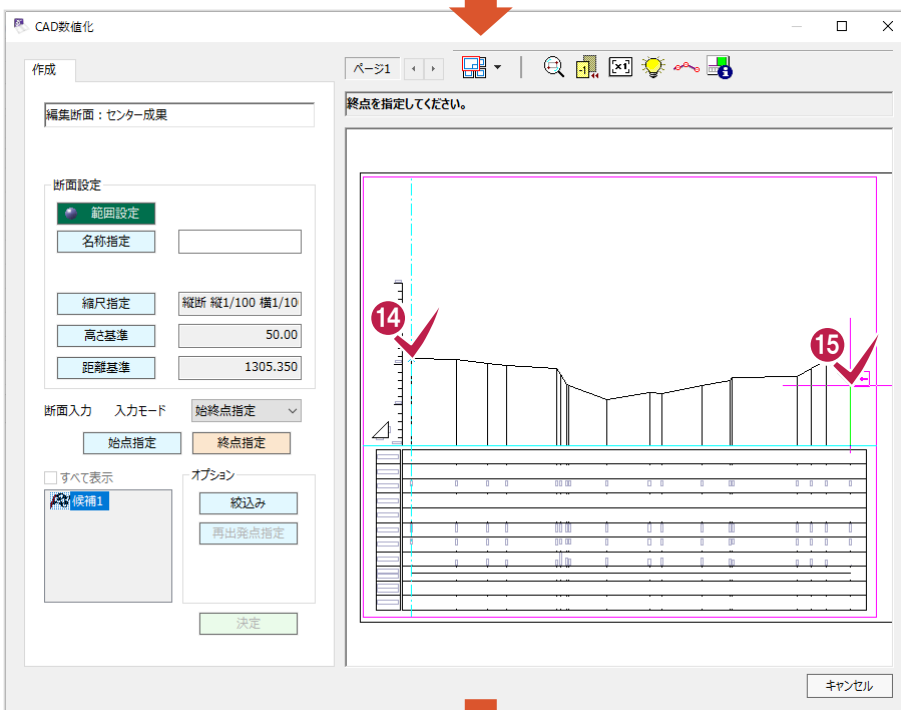 CAD数値化
作成
ページ1
編集断面：センター成果
終点を指定してください。
断面設定
範囲設定
名称指定
縮尺指定
縦断 縦1/100 横1/10
高さ基準
50.00
距離基準
1305.350
断面入力
入力モード
始終点指定
始点指定
終点指定
すべて表示
候補1
オプション
絞込み
再出発点指定
決定
14
15
キャンセル